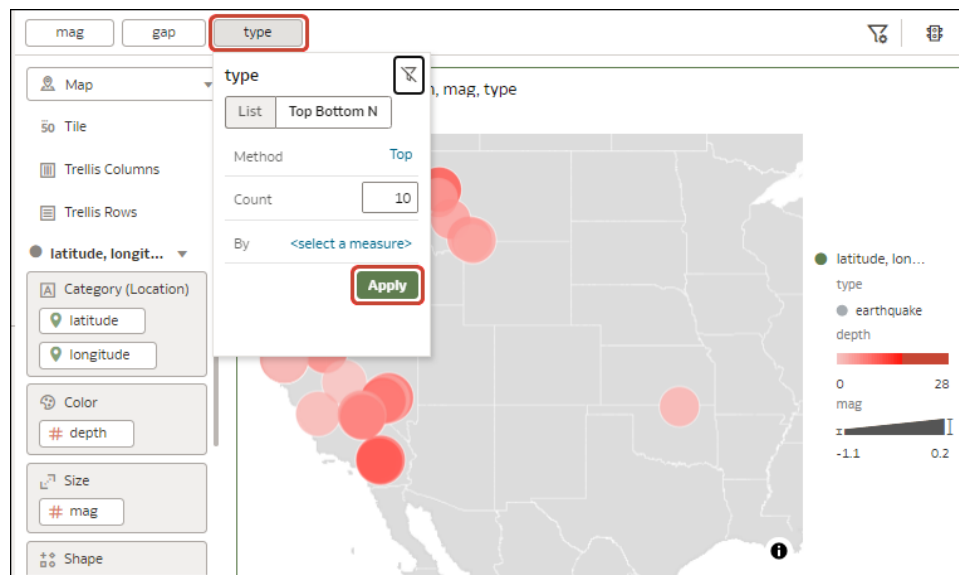 mag
gap
type
type
List
Top Bottom N
Method
Top
Count
10
By
<select a measure>
Apply
Map
50 Tile
Trellis Columns
Trellis Rows
latitude, longit...
A Category (Location)
latitude
longitude
Color
# depth
Size
# mag
Shape
, mag, type
latitude, lon...
type
earthquake
depth
0 28
mag
-1.1 0.2